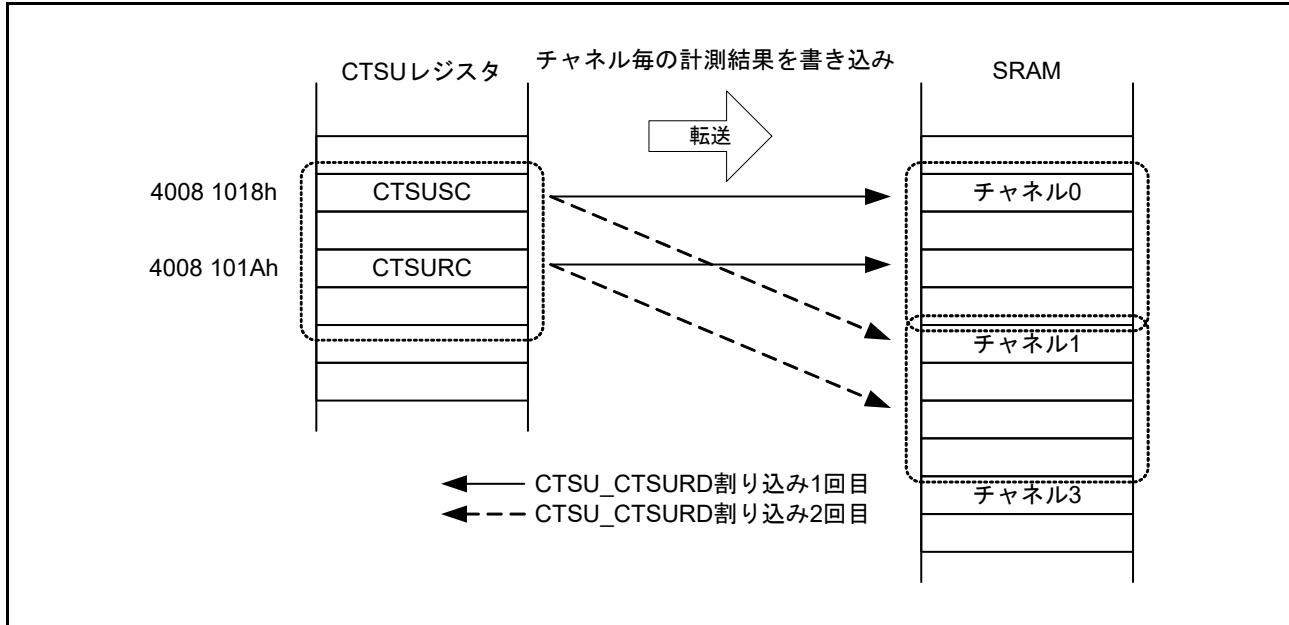 CTSUレジスタ
チャネル毎の計測結果を書き込み
SRAM
転送
4008 1018h
CTSUSC
チャネル0
4008 101Ah
CTSURC
チャネル1
CTSU_CTSURD割り込み1回目
チャネル3
CTSU_CTSURD割り込み2回目